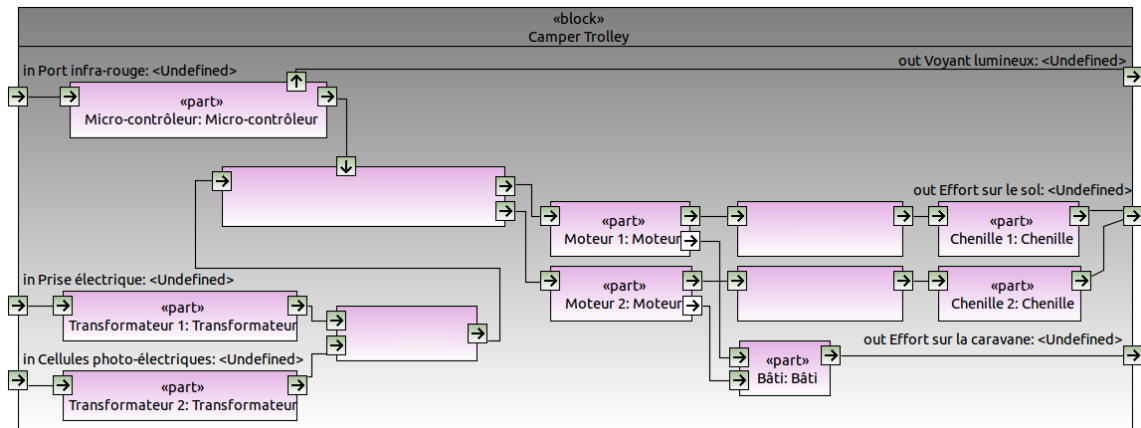 «block»
Camper Trolley
in Port infra-rouge: <Undefined>
out Voyant lumineux: <Undefined>
«part»
Micro-contrôleur: Micro-contrôleur
out Effort sur le sol: <Undefined>
«part»
Moteur 1: Moteur
«part»
Chenille 1: Chenille
in Prise électrique: <Undefined>
«part»
Transformateur 1: Transformateur
«part»
Moteur 2: Moteur
«part»
Chenille 2: Chenille
out Effort sur la caravane: <Undefined>
in Cellules photo-électriques: <Undefined>
«part»
Transformateur 2: Transformateur
«part»
Bâti: Bâti